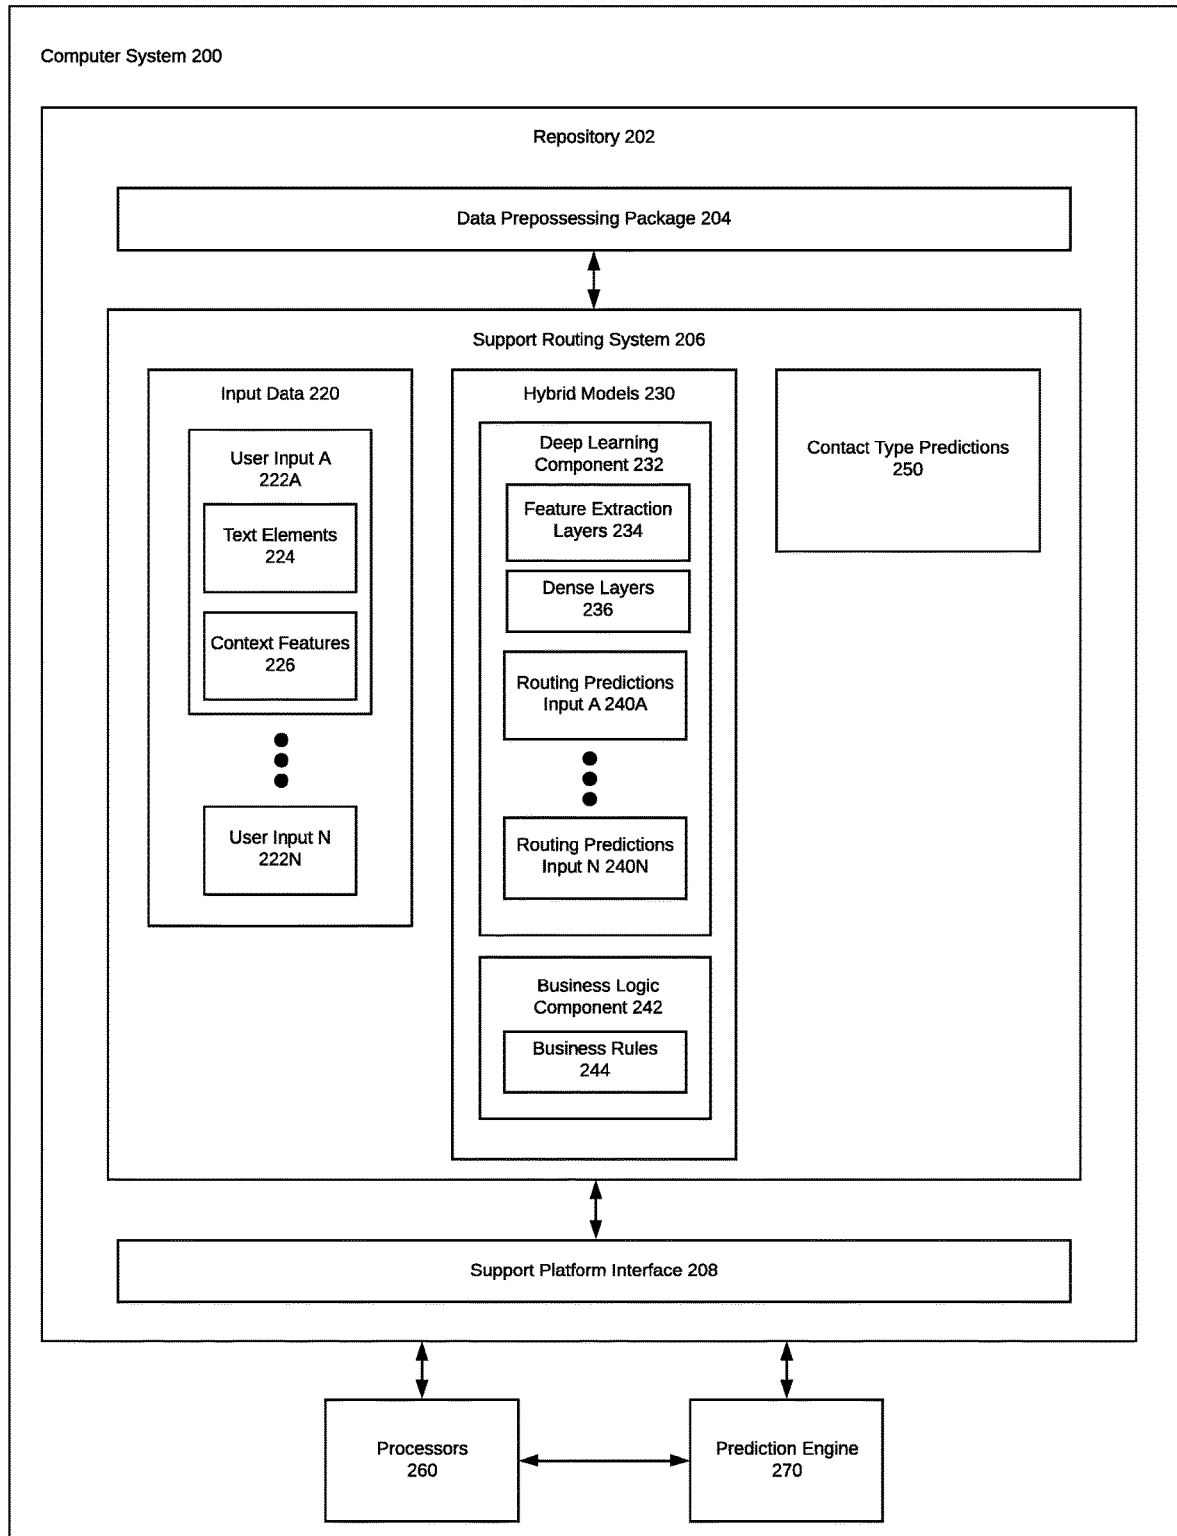 Computer System 200
Repository 202
Data Prepossessing Package 204
Support Routing System 206
Input Data 220
User Input A
222A
Text Elements
224
Context Features
226
User Input N
222N
Hybrid Models 230
Deep Learning
Component 232
Feature Extraction
Layers 234
Dense Layers
236
Routing Predictions
Input A 240A
Routing Predictions
Input N 240N
Business Logic
Component 242
Business Rules
244
Contact Type Predictions
250
Support Platform Interface 208
Processors
260
Prediction Engine
270